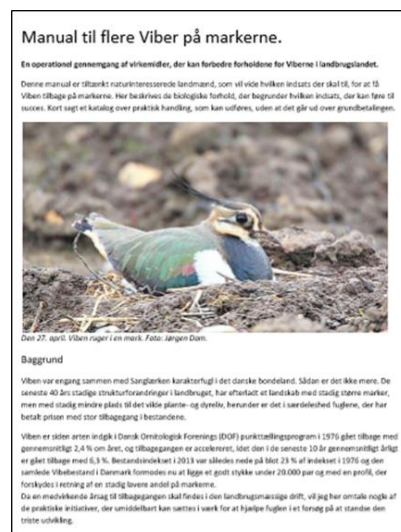 Manual til flere Viber på markerne.
En operationel gennemgang af virkemidler, der kan forbedre forholdene for Viberne i landbrugslandet.
Denne manual er tiltænkt naturinteresserede landmænd, som vil vide hvilken indsats der skal til, for at få
Viben tilbage på markerne. Her beskrives de biologiske forhold, der begrunder hvilken indsats, der kan føre til
succes. Kort sagt et katalog over praktisk handling, som kan udføres, uden at det går ud over grundbetalingen.
Den 27. april. Viben ruger i en mark. Foto: Jørgen Dam.
Baggrund
Viben var engang sammen med Sanglærken karakterfugl i det danske bondeland. Sådan er det ikke mere. De
seneste 40 års stadige strukturforandringer i landbruget, har efterladt et landskab med stadig større marker,
men med stadig mindre plads til det vilde plante- og dyreliv, herunder er det i særdeleshed fuglene, der har
betalt prisen med stor tilbagegang i bestandene.
Viben er siden arten indgik i Dansk Ornitologisk Forenings (DOF) punkttællingsprogram i 1976 gået tilbage med
gennemsnitligt 2,4 % om året, og tilbagegangen er accelereret, idet den i de seneste 10 år gennemsnitligt årligt
er gået tilbage med 6,3 %. Bestandsindekset i 2013 var således nede på blot 23 % af indekset i 1976 og den
samlede Vibebestand i Danmark formodes nu at ligge et godt stykke under 20.000 par og med en profil, der
forskydes i retning af en stadig lavere andel på markerne.
Da en medvirkende årsag til tilbagegangen skal findes i den landbrugsmæssige drift, vil jeg her omtale nogle af
de praktiske initiativer, der umiddelbart kan sættes i værk for at hjælpe fuglen i et forsøg på at standse den
triste udvikling.